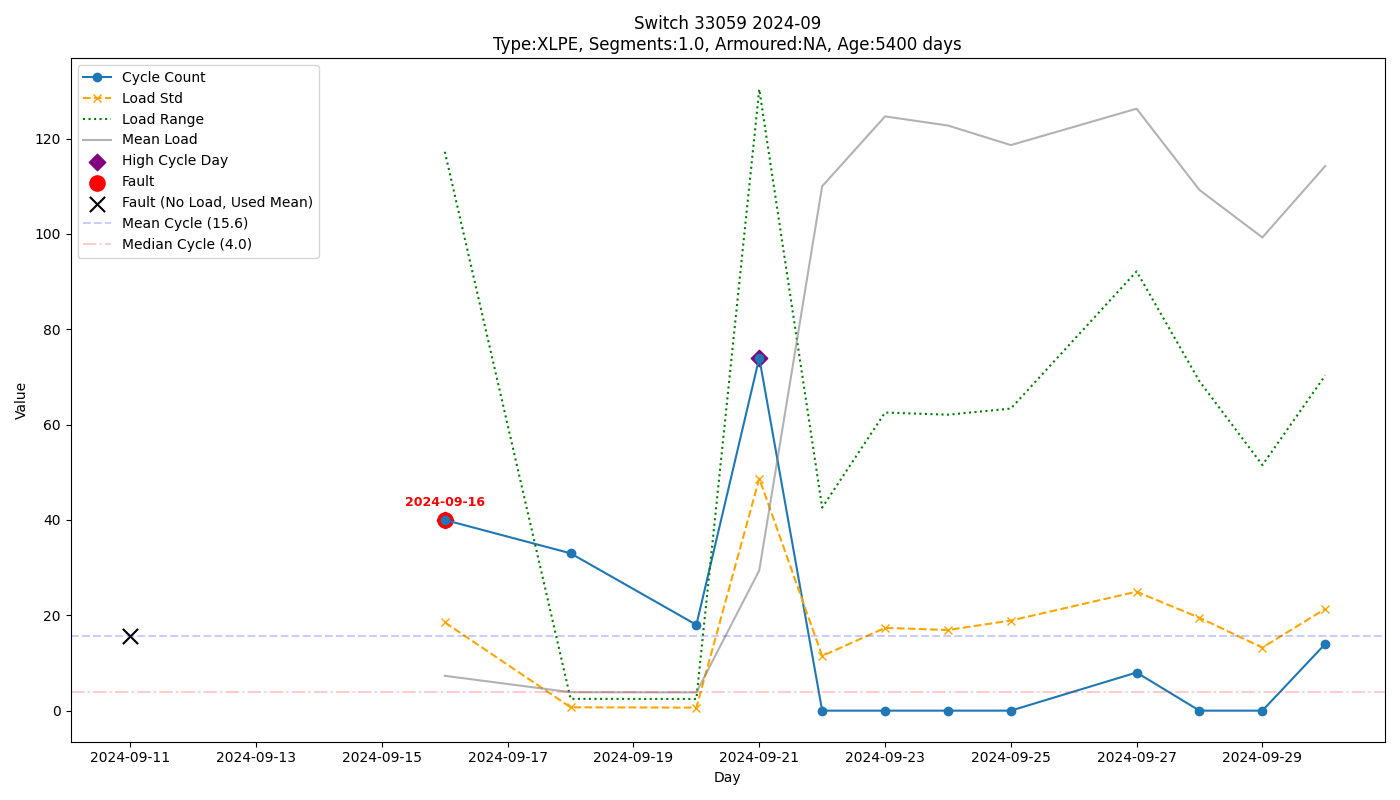 Switch 33059 2024-09
Type:XLPE, Segments:1.0, Armoured:NA, Age:5400 days
Cycle Count
Load Std
Load Range
Mean Load
High Cycle Day
Fault
Fault (No Load, Used Mean)
Mean Cycle (15.6)
Median Cycle (4.0)
120
100
80
60
40
20
0
Value
2024-09-16
2024-09-11
2024-09-13
2024-09-15
2024-09-17
2024-09-19
2024-09-21
2024-09-23
2024-09-25
2024-09-27
2024-09-29
Day